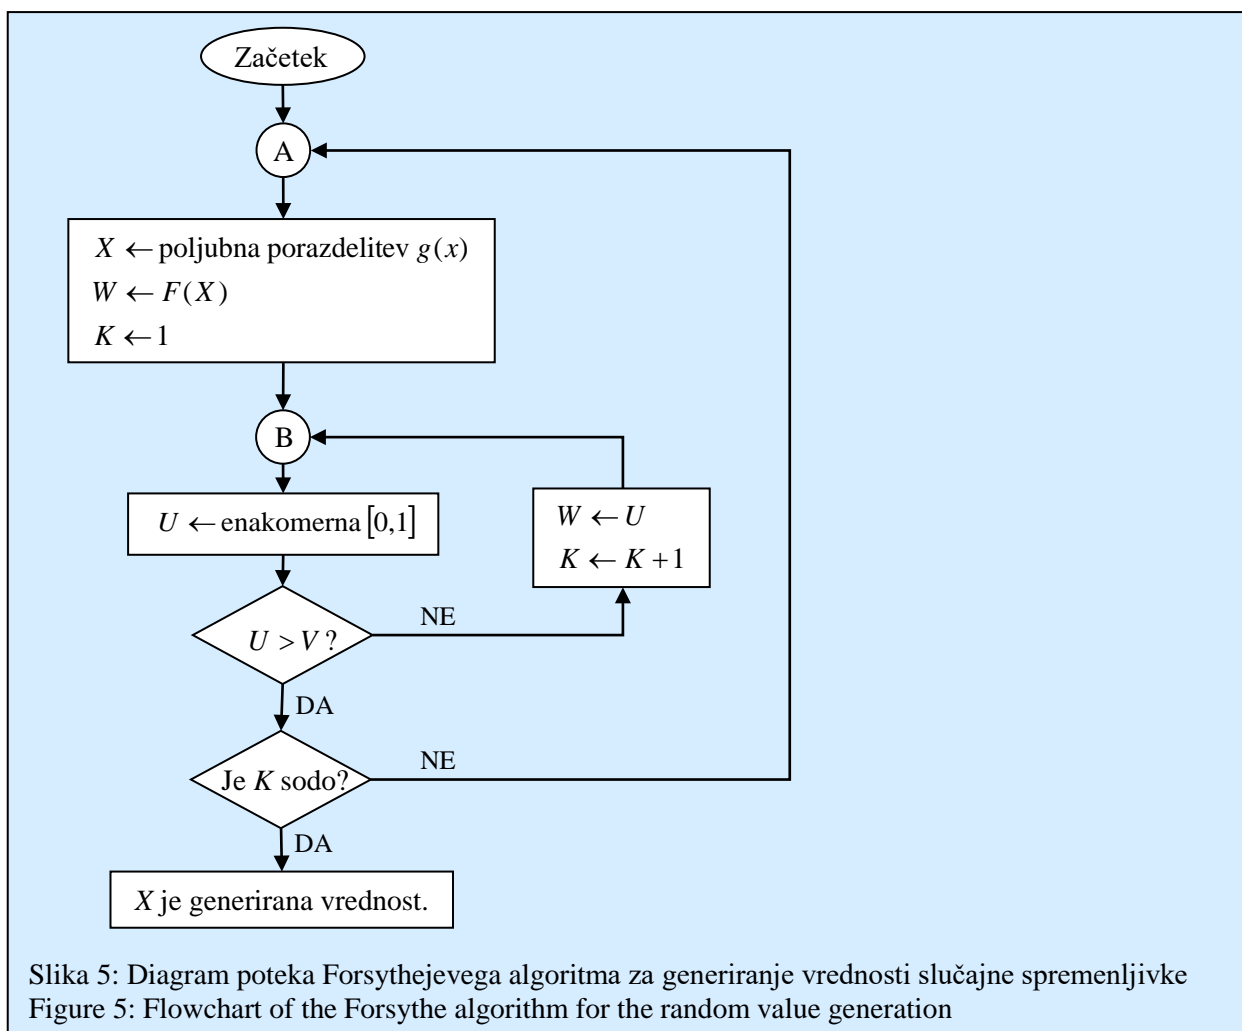 Začetek
A
X ← poljubna porazdelitev g(x)
W ← F(X)
K ← 1
B
U ← enakomerna [0,1]
W ← U
K ← K + 1
U > V ?
NE
DA
Je K sodo?
NE
DA
X je generirana vrednost.
Slika 5: Diagram poteka Forsythejevega algoritma za generiranje vrednosti slučajne spremenljivke
Figure 5: Flowchart of the Forsythe algorithm for the random value generation